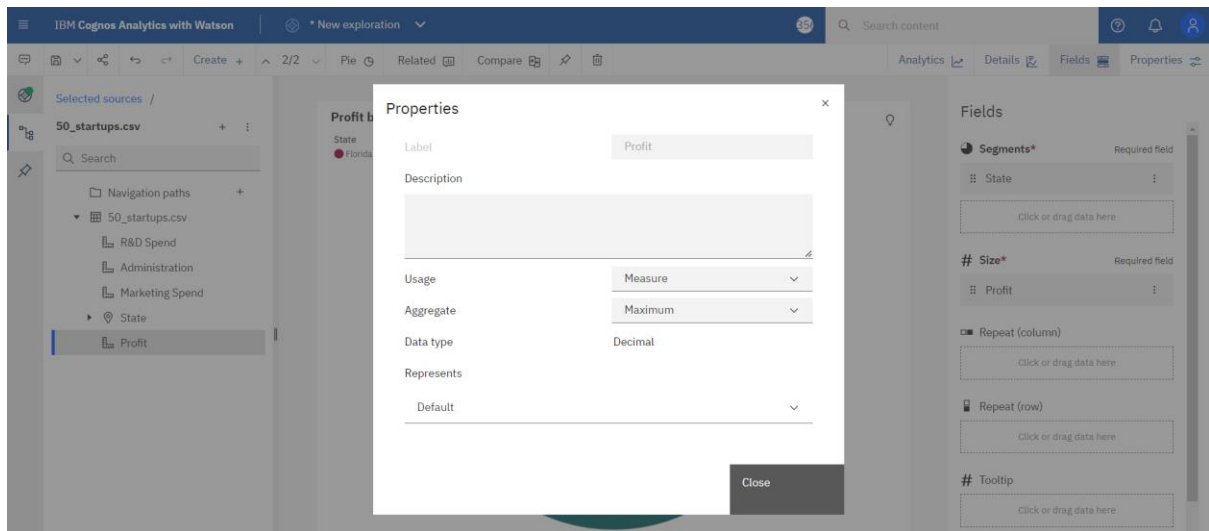 IBM Cognos Analytics with Watson
* New exploration
Search content
Create +
2/2
Pie
Related
Compare
Analytics
Details
Fields
Properties
Selected sources /
50_startups.csv
Search
Navigation paths
50_startups.csv
R&D Spend
Administration
Marketing Spend
State
Profit
Profit b
State
Florida
Properties
Label
Profit
Description
Usage
Measure
Aggregate
Maximum
Data type
Decimal
Represents
Default
Close
Fields
Segments*
Required field
State
Click or drag data here
# Size*
Required field
Profit
Repeat (column)
Click or drag data here
Repeat (row)
Click or drag data here
# Tooltip
Click or drag data here